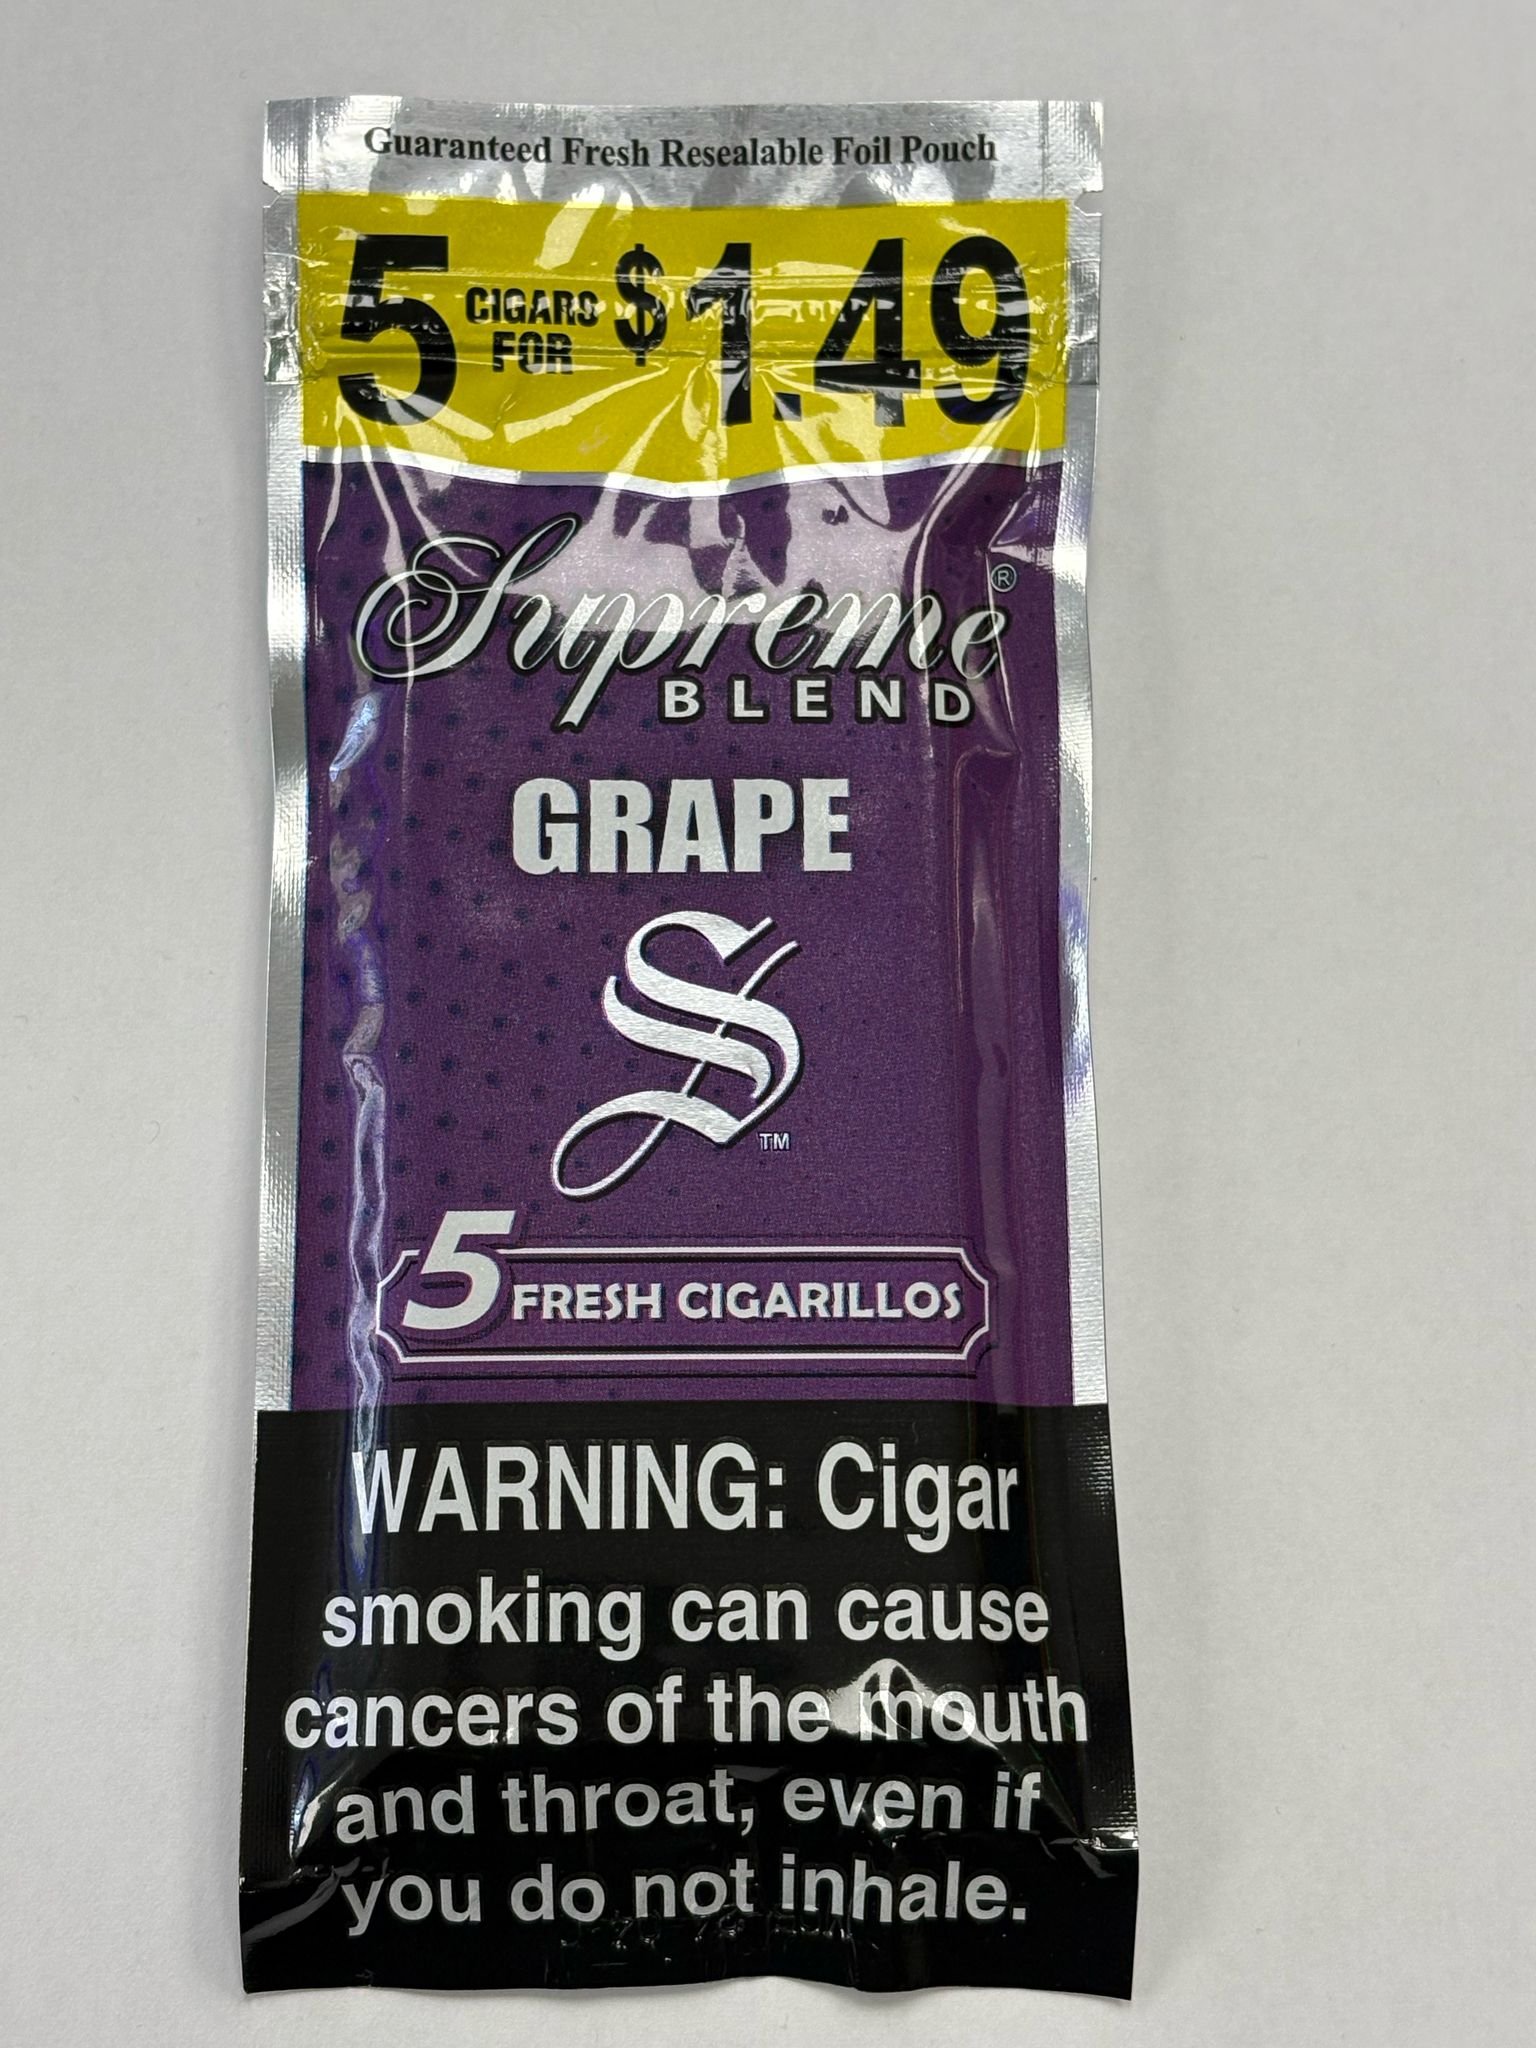 Guaranteed Fresh Resealable Foil Pouch
5 CIGARS FOR $1.49
Supreme®
BLEND
GRAPE
S™
5 FRESH CIGARILLOS
WARNING: Cigar
smoking can cause
cancers of the mouth
and throat, even if
you do not inhale.